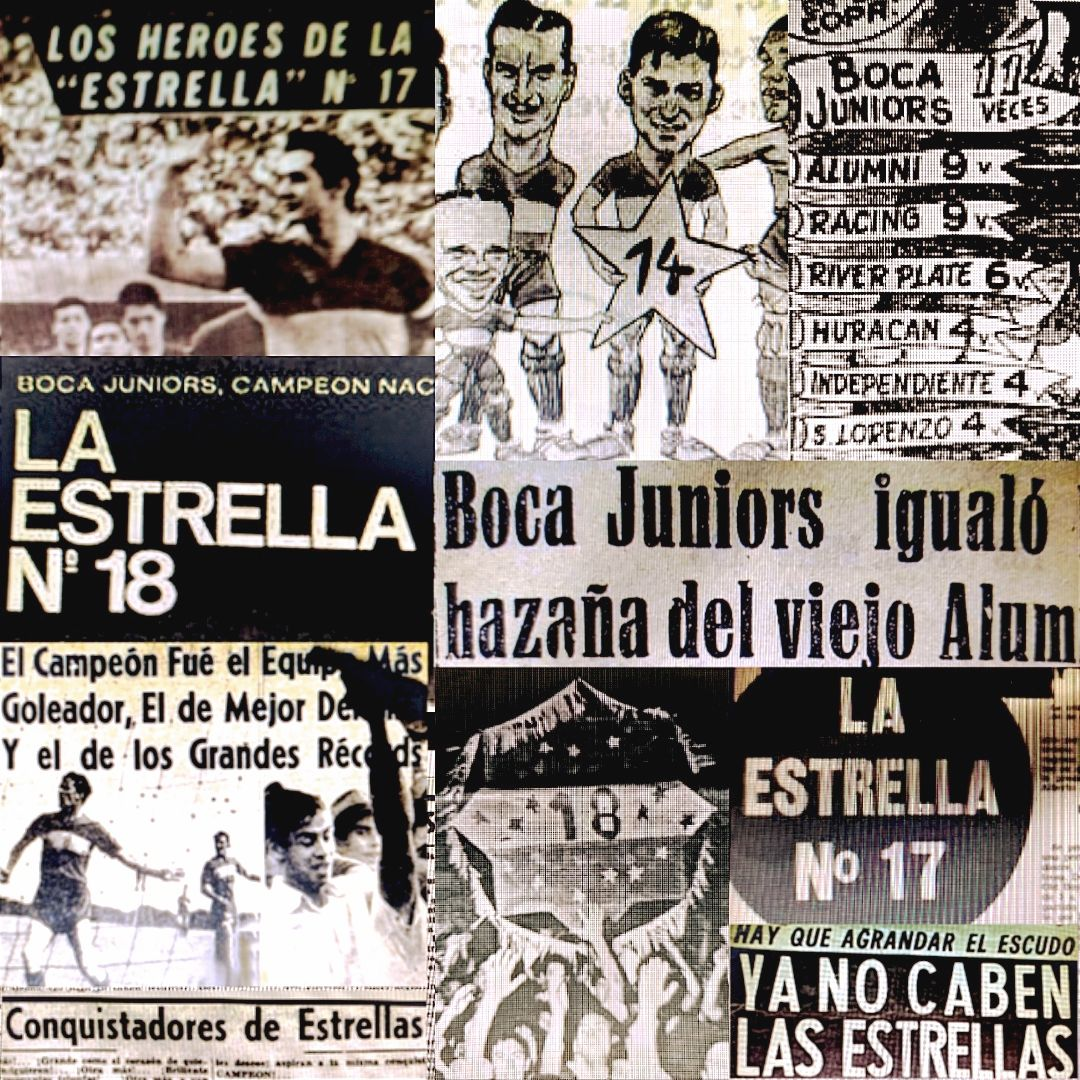 LOS HEROES DE LA
"ESTRELLA" Nº 17
14
BOCA
JUNIORS 11
VECES
ALUMNI 9 v.
RACING 9 v.
RIVER PLATE 6 v.
HURACAN 4 v.
INDEPENDIENTE 4
S. LORENZO 4.
BOCA JUNIORS, CAMPEON NAC
LA
ESTRELLA
Nº 18
Boca Juniors igualó
hazaña del viejo Alum
El Campeón Fué el Equipo Más
Goleador, El de Mejor De
Y el de los Grandes Récords
Conquistadores de Estrellas
CAMPEON!
18
LA
ESTRELLA
Nº 17
HAY QUE AGRANDAR EL ESCUDO
YA NO CABEN
LAS ESTRELLAS